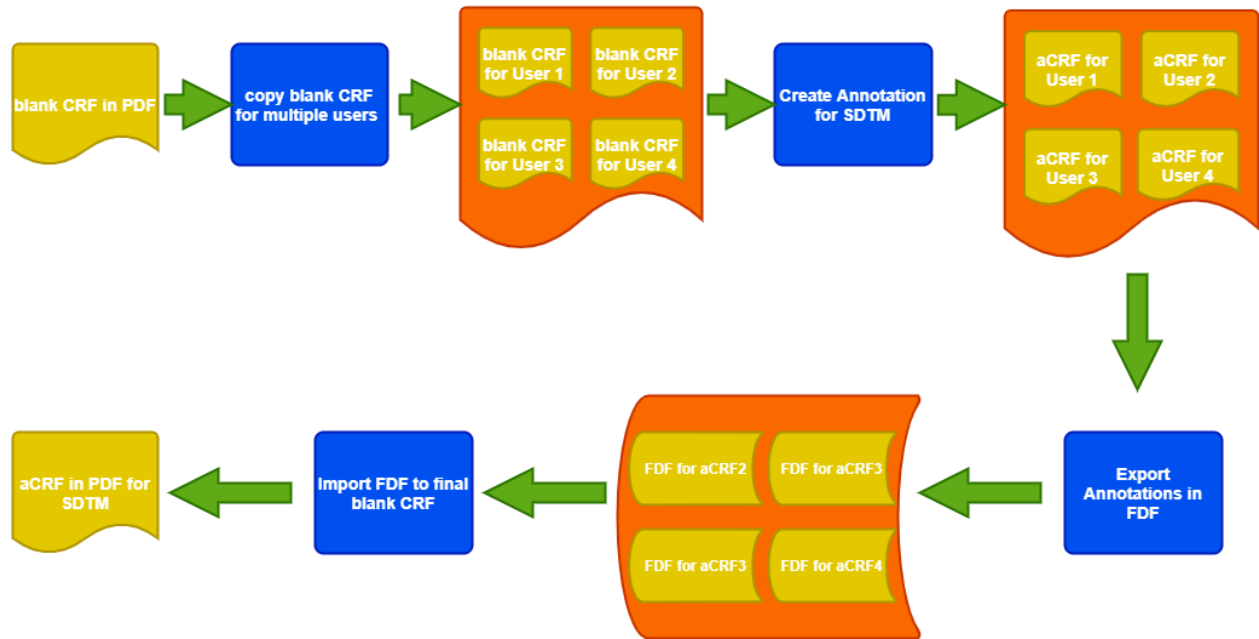 blank CRF in PDF
copy blank CRF
for multiple users
blank CRF
for User 1
blank CRF
for User 2
blank CRF
for User 3
blank CRF
for User 4
Create Annotation
for SDTM
aCRF for
User 1
aCRF for
User 2
aCRF for
User 3
aCRF for
User 4
Export
Annotations in
FDF
FDF for aCRF2
FDF for aCRF3
FDF for aCRF3
FDF for aCRF4
Import FDF to final
blank CRF
aCRF in PDF for
SDTM